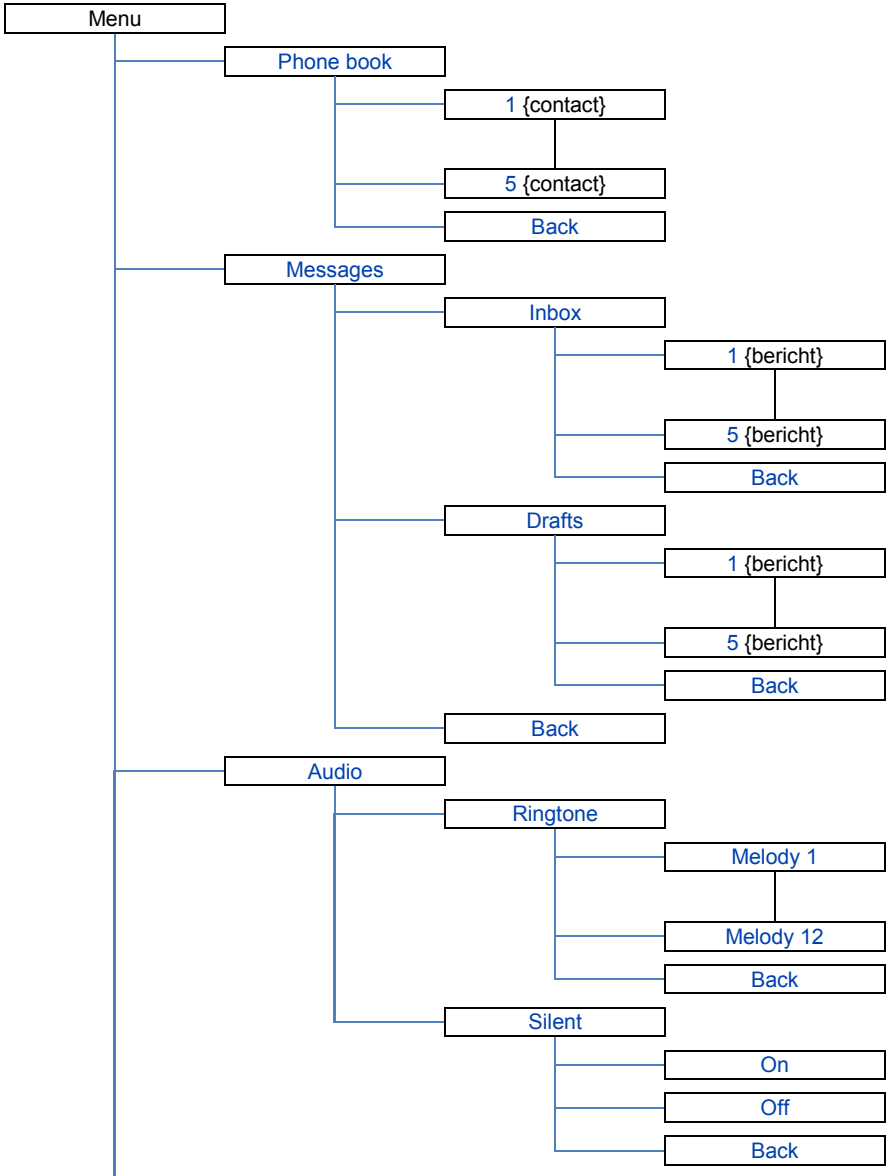 Menu
Phone book
1 {contact}
5 {contact}
Back
Messages
Inbox
1 {bericht}
5 {bericht}
Back
Drafts
1 {bericht}
5 {bericht}
Back
Back
Audio
Ringtone
Melody 1
Melody 12
Back
Silent
On
Off
Back